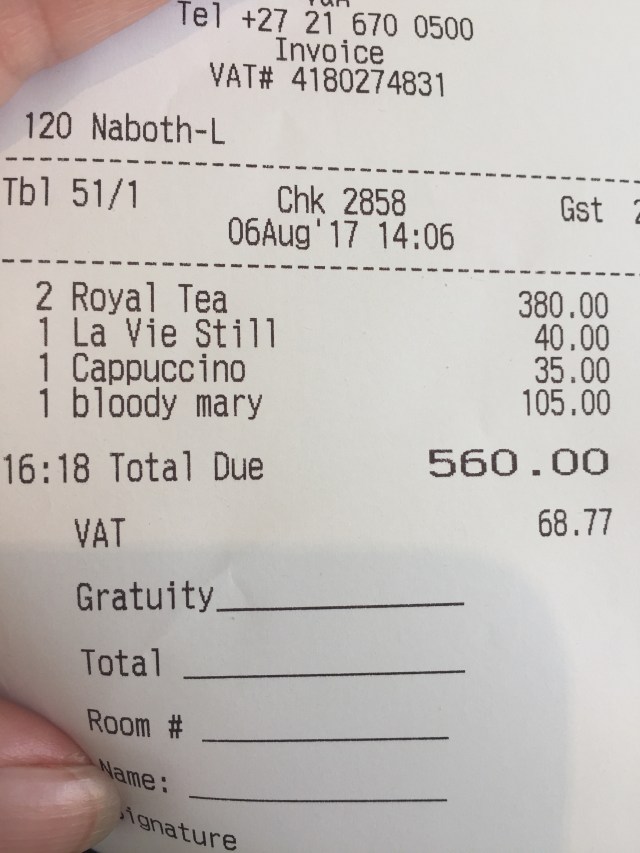 Tel +27 21 670 0500
Invoice
VAT# 4180274831
120 Naboth-L
Tbl 51/1 Chk 2858 Gst
06Aug'17 14:06
2 Royal Tea 380.00
1 La Vie Still 40.00
1 Cappuccino 35.00
1 bloody mary 105.00
16:18 Total Due 560.00
VAT 68.77
Gratuity
Total
Room #
Name:
Signature